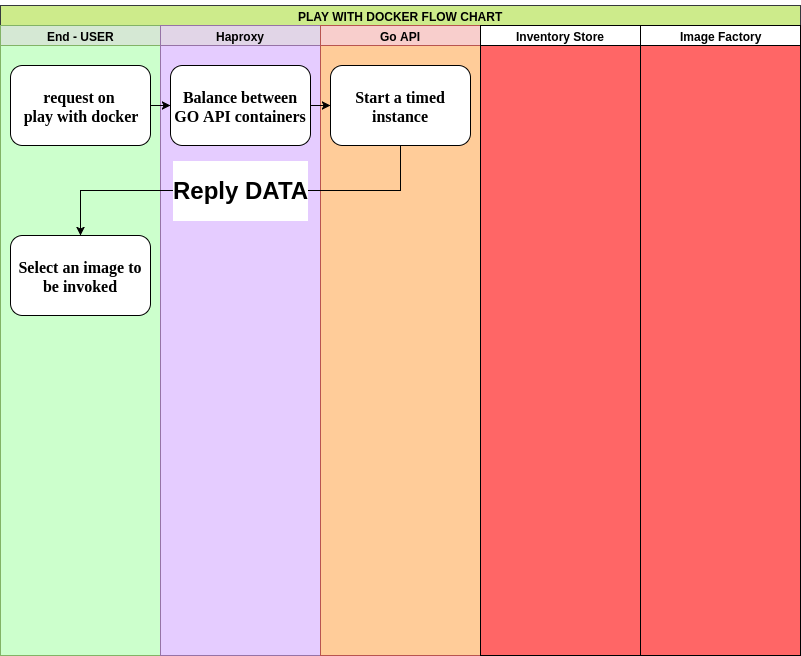 PLAY WITH DOCKER FLOW CHART
End - USER
Haproxy
Go API
Inventory Store
Image Factory
request on
play with docker
Balance between
GO API containers
Start a timed
instance
Reply DATA
Select an image to
be invoked